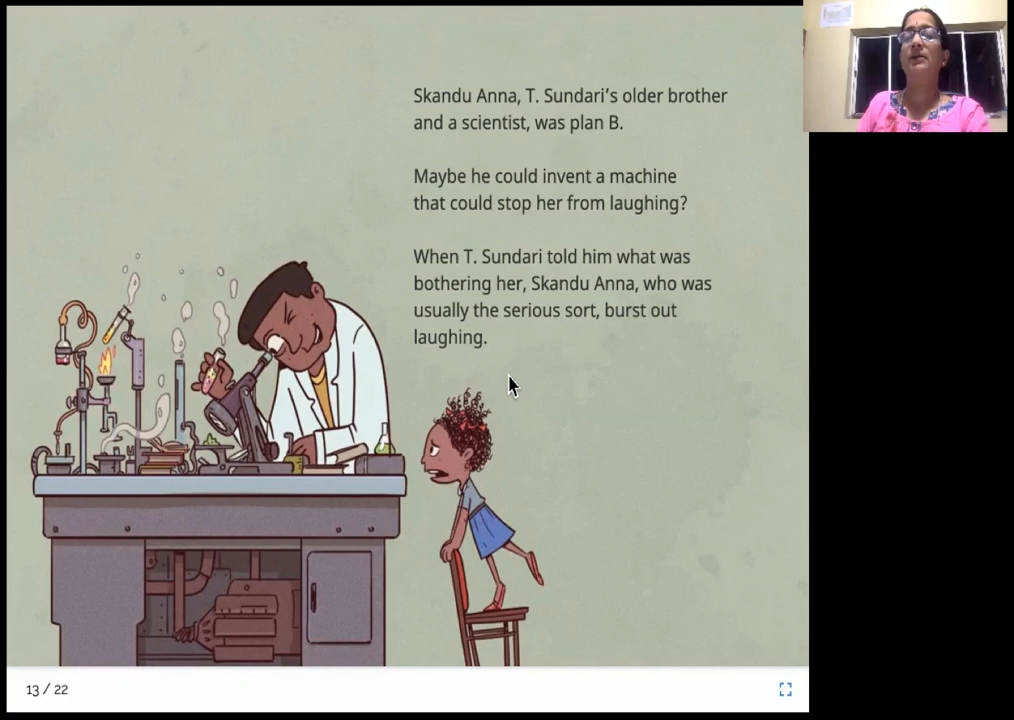 Skandu Anna, T. Sundari’s older brother
and a scientist, was plan B.
Maybe he could invent a machine
that could stop her from laughing?
When T. Sundari told him what was
bothering her, Skandu Anna, who was
usually the serious sort, burst out
laughing.
13 / 22